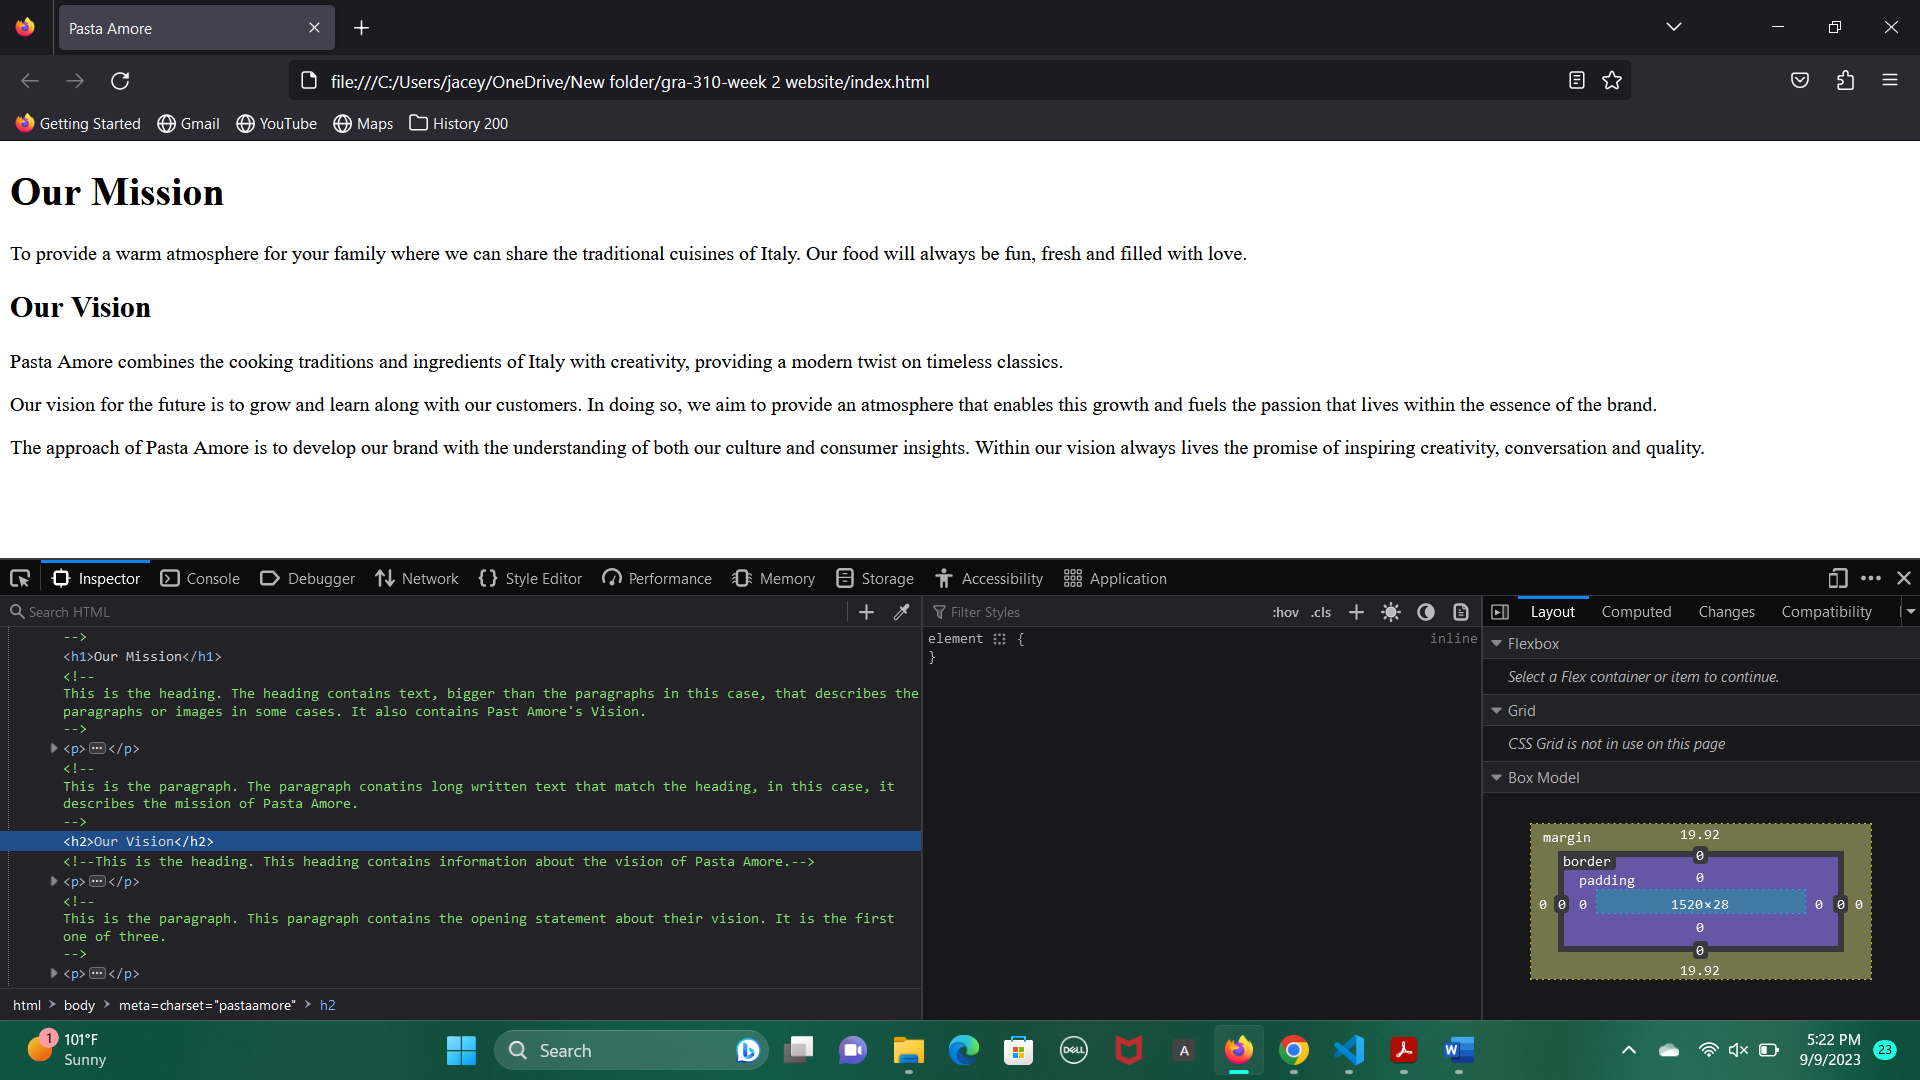 Pasta Amore
file:///C:/Users/jacey/OneDrive/New folder/gra-310-week 2 website/index.html
Getting Started Gmail YouTube Maps History 200
Our Mission
To provide a warm atmosphere for your family where we can share the traditional cuisines of Italy. Our food will always be fun, fresh and filled with love.
Our Vision
Pasta Amore combines the cooking traditions and ingredients of Italy with creativity, providing a modern twist on timeless classics.
Our vision for the future is to grow and learn along with our customers. In doing so, we aim to provide an atmosphere that enables this growth and fuels the passion that lives within the essence of the brand.
The approach of Pasta Amore is to develop our brand with the understanding of both our culture and consumer insights. Within our vision always lives the promise of inspiring creativity, conversation and quality.
Inspector Console Debugger Network Style Editor Performance Memory Storage Accessibility Application
Search HTML
-->
<h1>Our Mission</h1>
<!--
This is the heading. The heading contains text, bigger than the paragraphs in this case, that describes the
paragraphs or images in some cases. It also contains Past Amore's Vision.
-->
<p>...</p>
<!--
This is the paragraph. The paragraph conatins long written text that match the heading, in this case, it
describes the mission of Pasta Amore.
-->
<h2>Our Vision</h2>
<!--This is the heading. This heading contains information about the vision of Pasta Amore.-->
<p>...</p>
<!--
This is the paragraph. This paragraph contains the opening statement about their vision. It is the first
one of three.
-->
<p>...</p>
html > body > meta=charset="pastaamore" > h2
Filter Styles :hov .cls
element { inline
}
Layout Computed Changes Compatibility
Flexbox
Select a Flex container or item to continue.
Grid
CSS Grid is not in use on this page
Box Model
margin 19.92
border 0
padding 0
0 0 0 1520×28 0 0 0
0
0
19.92
1 101°F
Sunny
Search
DELL
A
W
5:22 PM
9/9/2023
23